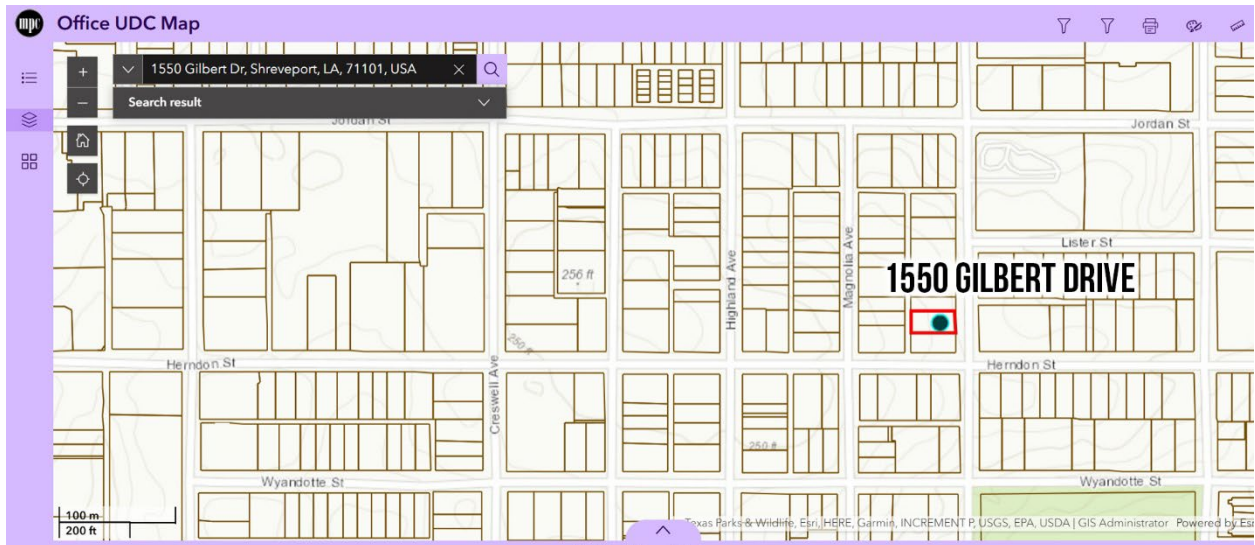 mpc
Office UDC Map
1550 Gilbert Dr, Shreveport, LA, 71101, USA
Search result
Jordan St
Jordan St
Lister St
256 ft
Highland Ave
Magnolia Ave
1550 GILBERT DRIVE
250 ft
Herndon St
Herndon St
Creswell Ave
250 ft
Wyandotte St
Wyandotte St
100 m
200 ft
Texas Parks & Wildlife, Esri, HERE, Garmin, INCREMENT P, USGS, EPA, USDA | GIS Administrator Powered by Esri